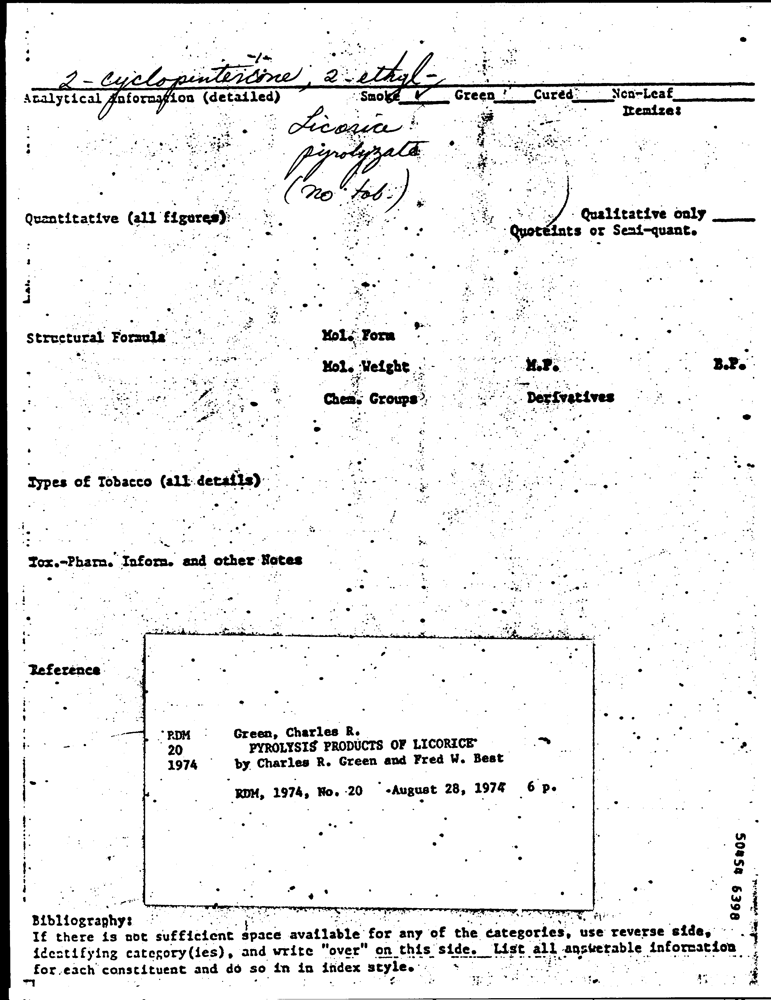 -1-
2-cyclopentenone, 2-ethyl-
Analytical Information (detailed) Smoke ✓ Green Cured Non-Leaf
Itemize:
Licorice
pyrolyzate
(no tob.)
Quantitative (all figures) Qualitative only
Quoteints or Semi-quant.
Structural Formula Mol. Form
Mol. Weight M.P. B.P.
Chem. Groups Derivatives
Types of Tobacco (all details)
Tox.-Pharm. Inform. and other Notes
Reference
RDM Green, Charles R.
20 PYROLYSIS PRODUCTS OF LICORICE
1974 by Charles R. Green and Fred W. Best
RDM, 1974, No. 20 August 28, 1974 6 p.
50454 6398
Bibliography:
If there is not sufficient space available for any of the categories, use reverse side,
identifying category(ies), and write "over" on this side. List all answerable information
for each constituent and do so in in index style.